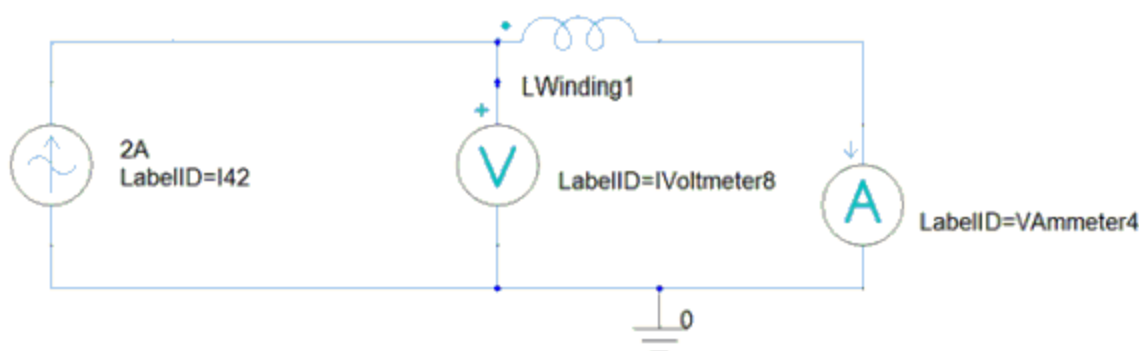 LWinding1
+
2A
LabelID=I42
V
LabelID=IVoltmeter8
A
LabelID=VAmmeter4
0